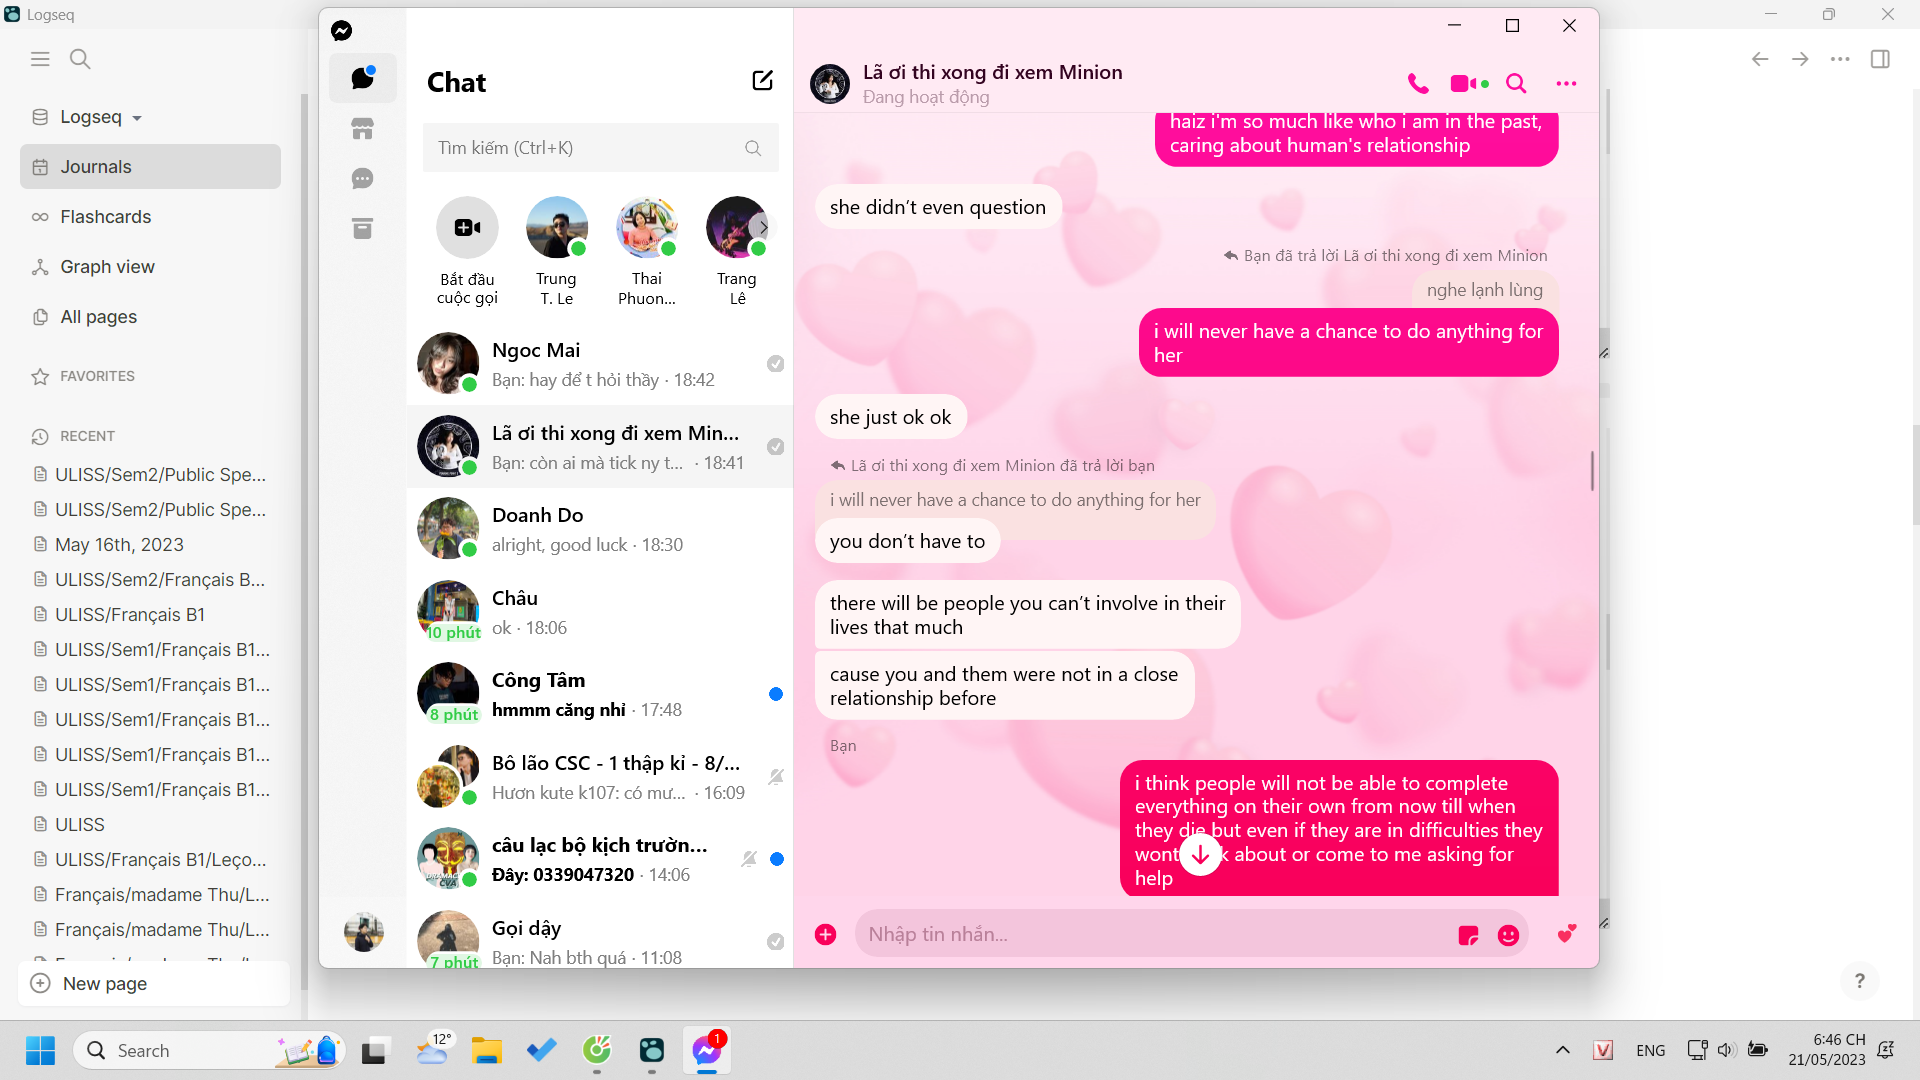 Logseq
Logseq
Journals
Flashcards
Graph view
All pages
FAVORITES
RECENT
ULISS/Sem2/Public Spe...
ULISS/Sem2/Public Spe...
May 16th, 2023
ULISS/Sem2/Français B...
ULISS/Français B1
ULISS/Sem1/Français B1...
ULISS/Sem1/Français B1...
ULISS/Sem1/Français B1...
ULISS/Sem1/Français B1...
ULISS/Sem1/Français B1...
ULISS
ULISS/Français B1/Leço...
Français/madame Thu/L...
Français/madame Thu/L...
New page
Chat
Tìm kiếm (Ctrl+K)
Bắt đầu
cuộc gọi
Trung
T. Le
Thai
Phuon...
Trang
Lê
Ngoc Mai
Bạn: hay để t hỏi thầy · 18:42
Lã ơi thi xong đi xem Min...
Bạn: còn ai mà tick ny t... · 18:41
Doanh Do
alright, good luck · 18:30
Châu
ok · 18:06
10 phút
Công Tâm
hmmm căng nhỉ · 17:48
8 phút
Bô lão CSC - 1 thập kỉ - 8/...
Hươn kute k107: có mư... · 16:09
câu lạc bộ kịch trườn...
Đây: 0339047320 · 14:06
DRAMAC
CVA
Gọi dậy
Bạn: Nah bth quá · 11:08
7 phút
Lã ơi thi xong đi xem Minion
Đang hoạt động
haiz i'm so much like who i am in the past,
caring about human's relationship
she didn't even question
Bạn đã trả lời Lã ơi thi xong đi xem Minion
nghe lạnh lùng
i will never have a chance to do anything for
her
she just ok ok
Lã ơi thi xong đi xem Minion đã trả lời bạn
i will never have a chance to do anything for her
you don't have to
there will be people you can't involve in their
lives that much
cause you and them were not in a close
relationship before
Bạn
i think people will not be able to complete
everything on their own from now till when
they die but even if they are in difficulties they
wont about or come to me asking for
help
Nhập tin nhắn...
?
Search
12°
1
V
ENG
6:46 CH
21/05/2023